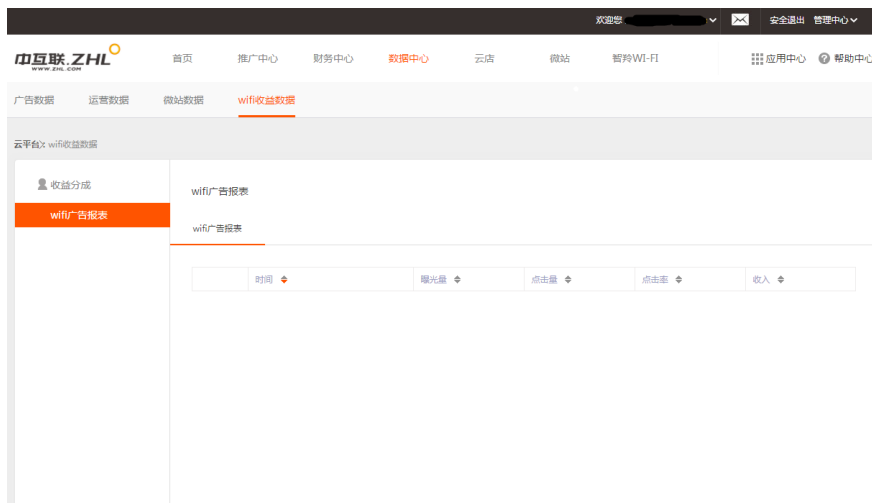 欢迎您 安全退出 管理中心
中互联.ZHL 首页 推广中心 财务中心 数据中心 云店 微站 智羚WI-FI 应用中心 帮助中心
WWW.ZHL.COM
广告数据 运营数据 微站数据 wifi收益数据
云平台: wifi收益数据
收益分成
wifi广告报表
wifi广告报表
wifi广告报表
时间 曝光量 点击量 点击率 收入